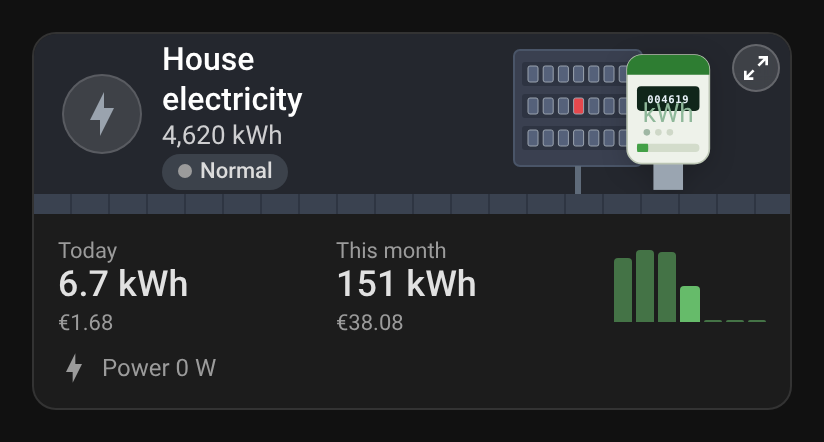 House
electricity
4,620 kWh
Normal
004619
kWh
Today
6.7 kWh
€1.68
This month
151 kWh
€38.08
Power 0 W